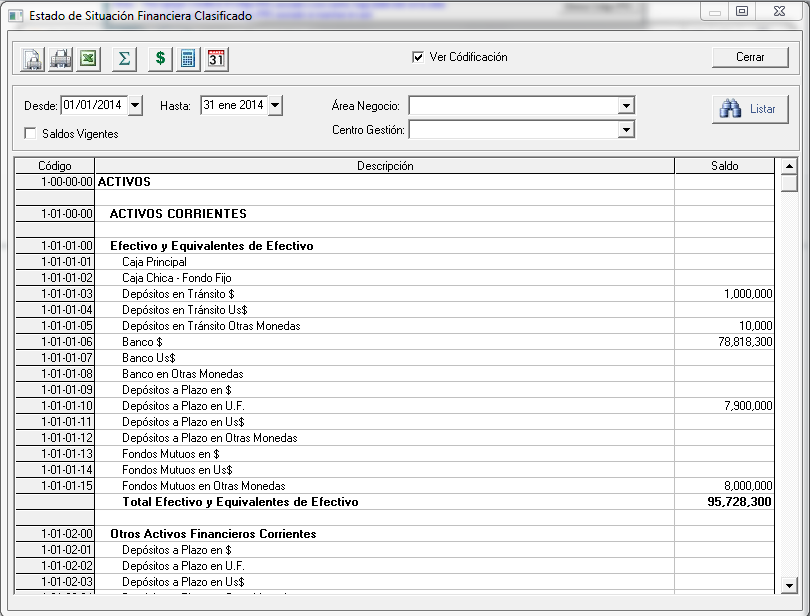 Estado de Situación Financiera Clasificado
Σ $ 31 Ver Códificación Cerrar
Desde: 01/01/2014 Hasta: 31 ene 2014 Área Negocio: Listar
Saldos Vigentes Centro Gestión:
Código Descripción Saldo
1-00-00-00 ACTIVOS
1-01-00-00 ACTIVOS CORRIENTES
1-01-01-00 Efectivo y Equivalentes de Efectivo
1-01-01-01 Caja Principal
1-01-01-02 Caja Chica - Fondo Fijo
1-01-01-03 Depósitos en Tránsito $ 1,000,000
1-01-01-04 Depósitos en Tránsito Us$
1-01-01-05 Depósitos en Tránsito Otras Monedas 10,000
1-01-01-06 Banco $ 78,818,300
1-01-01-07 Banco Us$
1-01-01-08 Banco en Otras Monedas
1-01-01-09 Depósitos a Plazo en $
1-01-01-10 Depósitos a Plazo en U.F. 7,900,000
1-01-01-11 Depósitos a Plazo en Us$
1-01-01-12 Depósitos a Plazo en Otras Monedas
1-01-01-13 Fondos Mutuos en $
1-01-01-14 Fondos Mutuos en Us$
1-01-01-15 Fondos Mutuos en Otras Monedas 8,000,000
Total Efectivo y Equivalentes de Efectivo 95,728,300
1-01-02-00 Otros Activos Financieros Corrientes
1-01-02-01 Depósitos a Plazo en $
1-01-02-02 Depósitos a Plazo en U.F.
1-01-02-03 Depósitos a Plazo en Us$